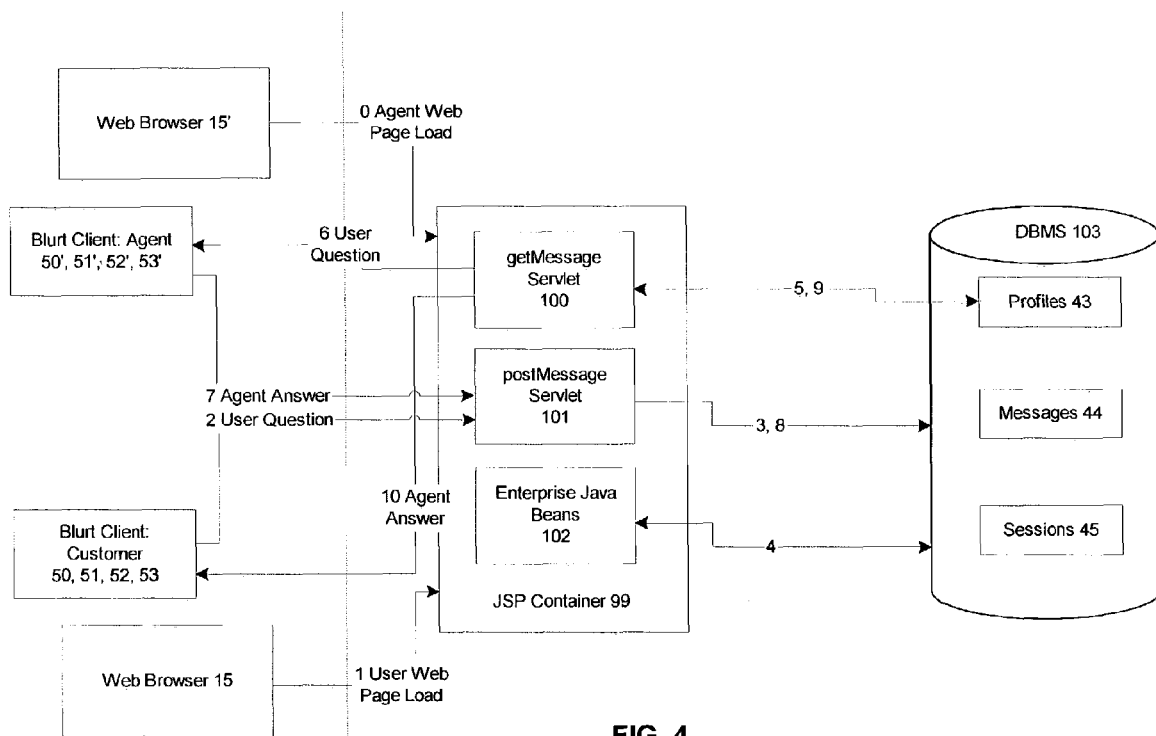 Web Browser 15'
0 Agent Web
Page Load
Blurt Client: Agent
50', 51', 52', 53'
6 User
Question
getMessage
Servlet
100
5, 9
DBMS 103
Profiles 43
7 Agent Answer
2 User Question
postMessage
Servlet
101
3, 8
Messages 44
10 Agent
Answer
Enterprise Java
Beans
102
4
Sessions 45
Blurt Client:
Customer
50, 51, 52, 53
JSP Container 99
Web Browser 15
1 User Web
Page Load
FIG. 4